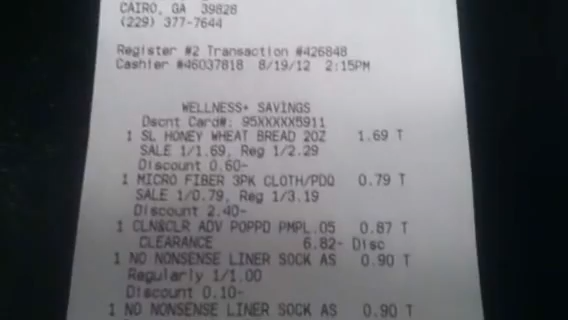 CAIRO, GA 39828
(229) 377-7644
Register #2 Transaction #426848
Cashier #46037818 8/19/12 2:15PM
WELLNESS+ SAVINGS
Dscnt Card#: 95XXXXX5911
1 SL HONEY WHEAT BREAD 20Z 1.69 T
SALE 1/1.69, Reg 1/2.29
Discount 0.60-
1 MICRO FIBER 3PK CLOTH/PDQ 0.79 T
SALE 1/0.79, Reg 1/3.19
Discount 2.40-
1 CLN&CLR ADV POPPD PMPL.05 0.87 T
CLEARANCE 6.82- Disc
1 NO NONSENSE LINER SOCK AS 0.90 T
Regularly 1/1.00
Discount 0.10-
1 NO NONSENSE LINER SOCK AS 0.90 T